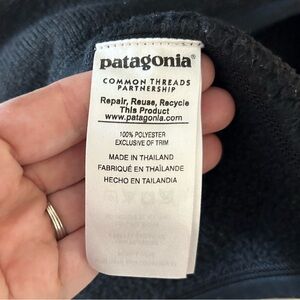 patagonia®
COMMON THREADS
PARTNERSHIP
Repair, Reuse, Recycle
This Product
www.patagonia.com
100% POLYESTER
EXCLUSIVE OF TRIM
MADE IN THAILAND
FABRIQUÉ EN THAÏLANDE
HECHO EN TAILANDIA